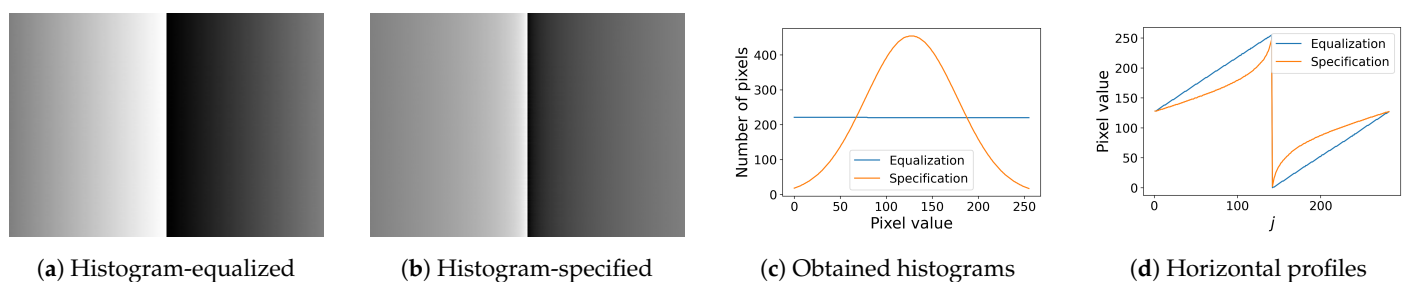 Number of pixels
400
300
200
100
0
Equalization
Specification
0 50 100 150 200 250
Pixel value
Pixel value
250
200
150
100
50
0
Equalization
Specification
0 100 200
j
(a) Histogram-equalized
(b) Histogram-specified
(c) Obtained histograms
(d) Horizontal profiles